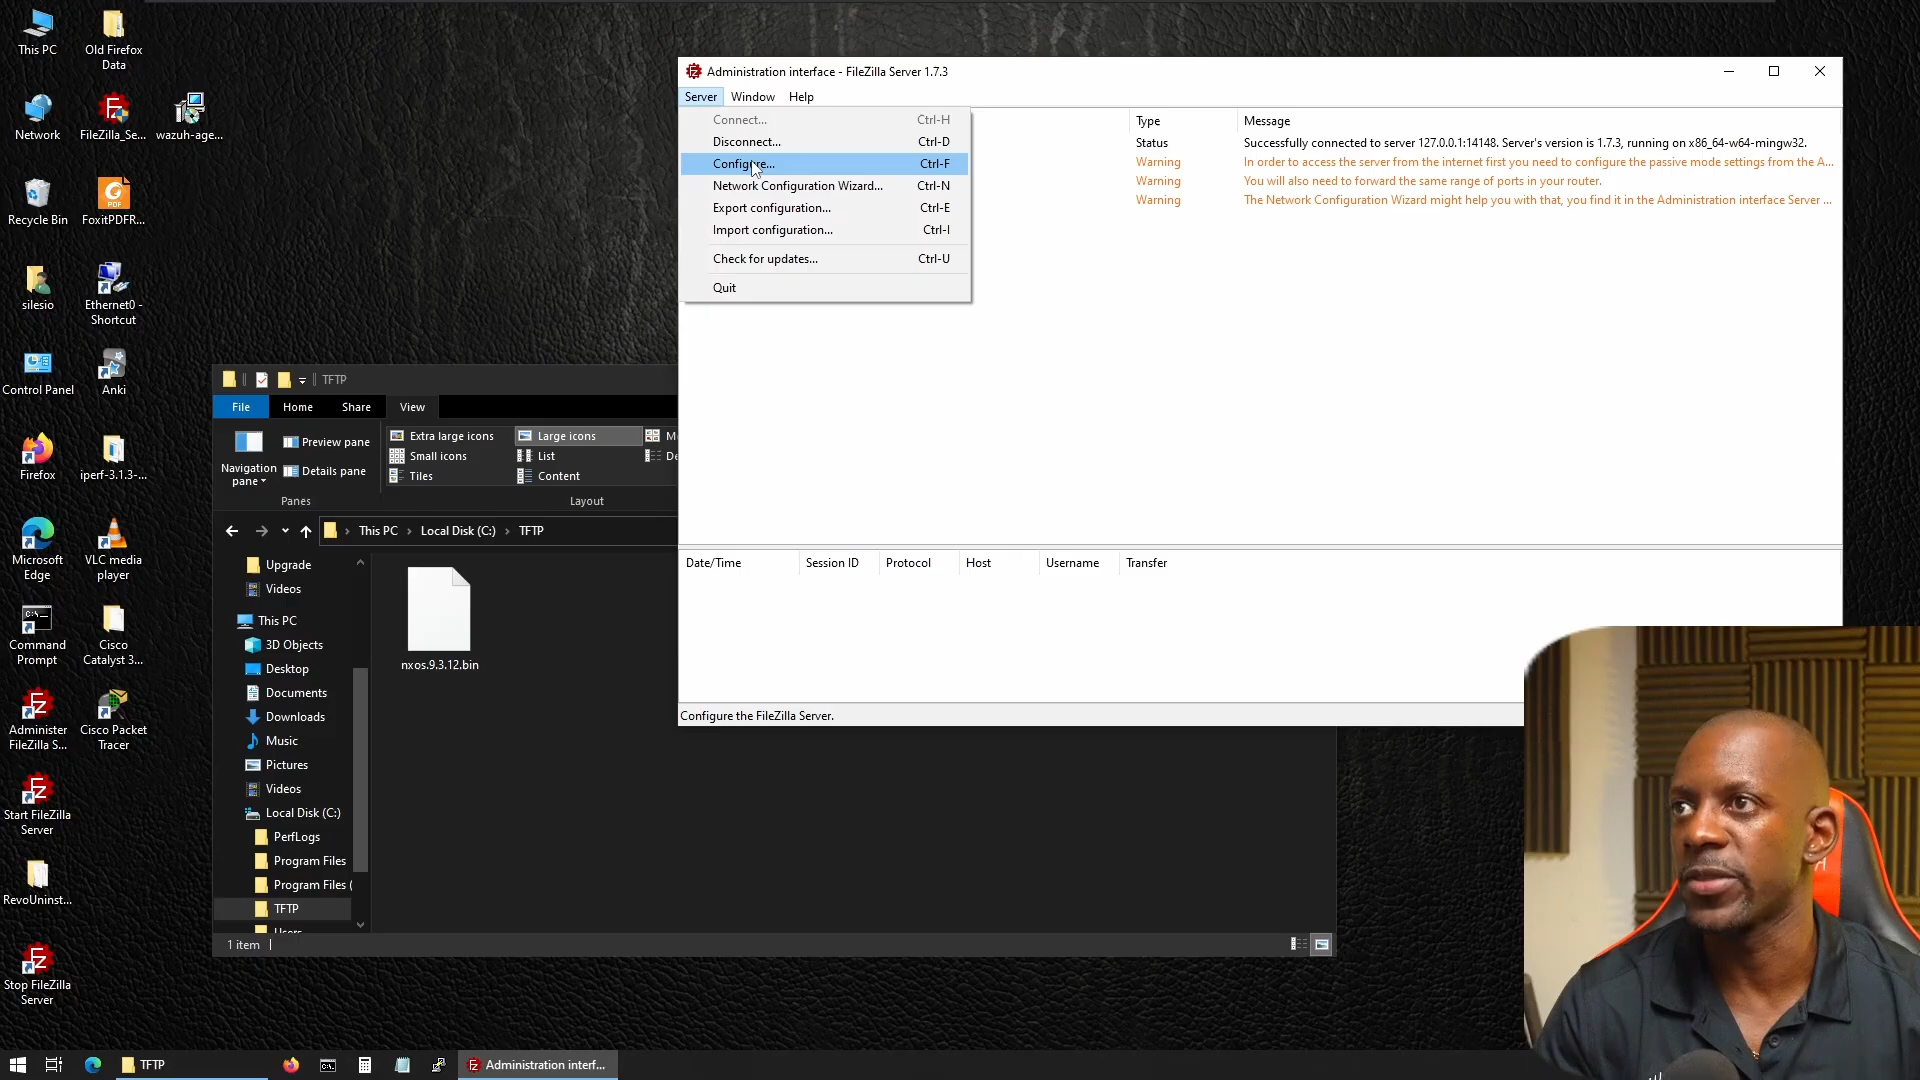 This PC
Old Firefox
Data
Network
FileZilla_Se...
wazuh-age...
Recycle Bin
FoxitPDFR...
silesio
Ethernet0 -
Shortcut
Control Panel
Anki
Firefox
iperf-3.1.3-...
Microsoft
Edge
VLC media
player
Command
Prompt
Cisco
Catalyst 3...
Administer
FileZilla S...
Cisco Packet
Tracer
Start FileZilla
Server
RevoUninst...
Stop FileZilla
Server
Administration interface - FileZilla Server 1.7.3
Server Window Help
Connect... Ctrl-H
Disconnect... Ctrl-D
Configure... Ctrl-F
Network Configuration Wizard... Ctrl-N
Export configuration... Ctrl-E
Import configuration... Ctrl-I
Check for updates... Ctrl-U
Quit
Type Message
Status Successfully connected to server 127.0.0.1:14148. Server's version is 1.7.3, running on x86_64-w64-mingw32.
Warning In order to access the server from the internet first you need to configure the passive mode settings from the A...
Warning You will also need to forward the same range of ports in your router.
Warning The Network Configuration Wizard might help you with that, you find it in the Administration interface Server ...
Date/Time Session ID Protocol Host Username Transfer
Configure the FileZilla Server.
TFTP
File Home Share View
Navigation
pane
Preview pane
Details pane
Panes
Extra large icons Large icons M
Small icons List De
Tiles Content
Layout
This PC > Local Disk (C:) > TFTP
Upgrade
Videos
This PC
3D Objects
Desktop
Documents
Downloads
Music
Pictures
Videos
Local Disk (C:)
PerfLogs
Program Files
Program Files (
TFTP
Users
nxos.9.3.12.bin
1 item
TFTP
Administration interf...